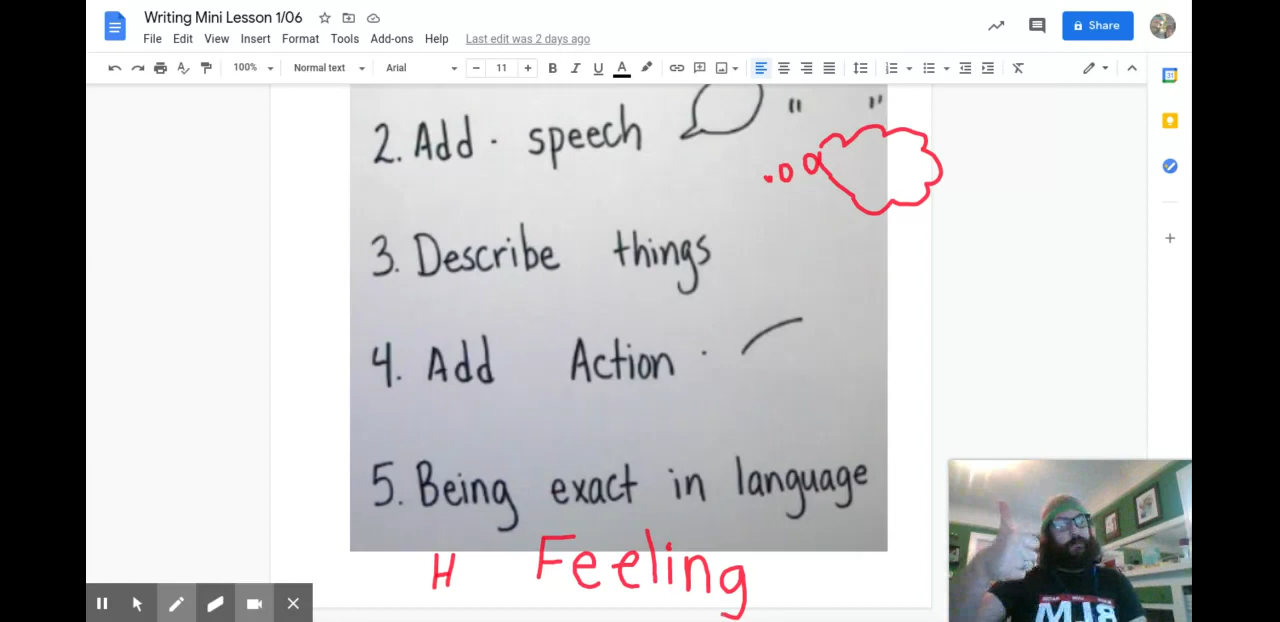 Writing Mini Lesson 1/06
Share
File Edit View Insert Format Tools Add-ons Help Last edit was 2 days ago
100% Normal text Arial 11 B I U A
31
2. Add · speech " "
3. Describe things
4. Add Action ·
5. Being exact in language
H Feeling
BLM